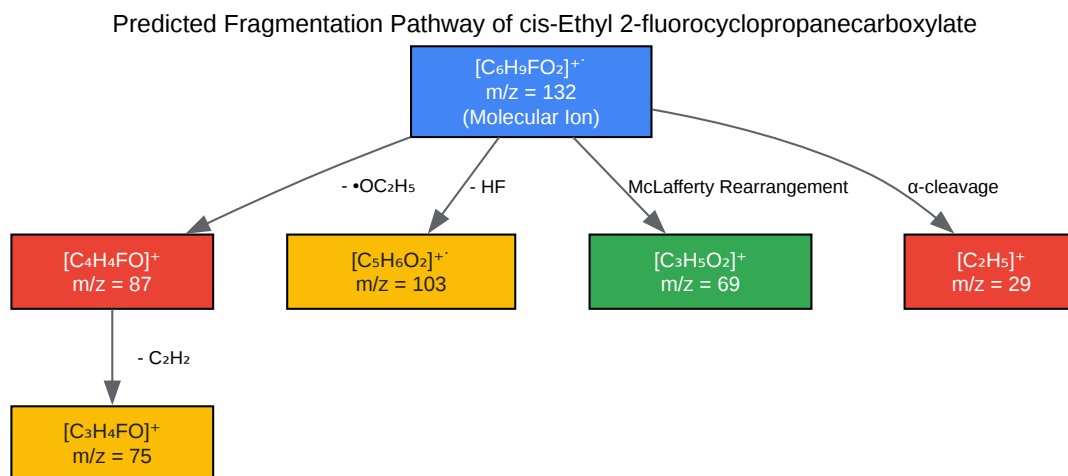 Predicted Fragmentation Pathway of cis-Ethyl 2-fluorocyclopropanecarboxylate
[C₆H₉FO₂]⁺˙
m/z = 132
(Molecular Ion)
- •OC₂H₅
- HF
McLafferty Rearrangement
α-cleavage
[C₄H₄FO]⁺
m/z = 87
[C₅H₆O₂]⁺˙
m/z = 103
[C₃H₅O₂]⁺
m/z = 69
[C₂H₅]⁺
m/z = 29
- C₂H₂
[C₃H₄FO]⁺
m/z = 75